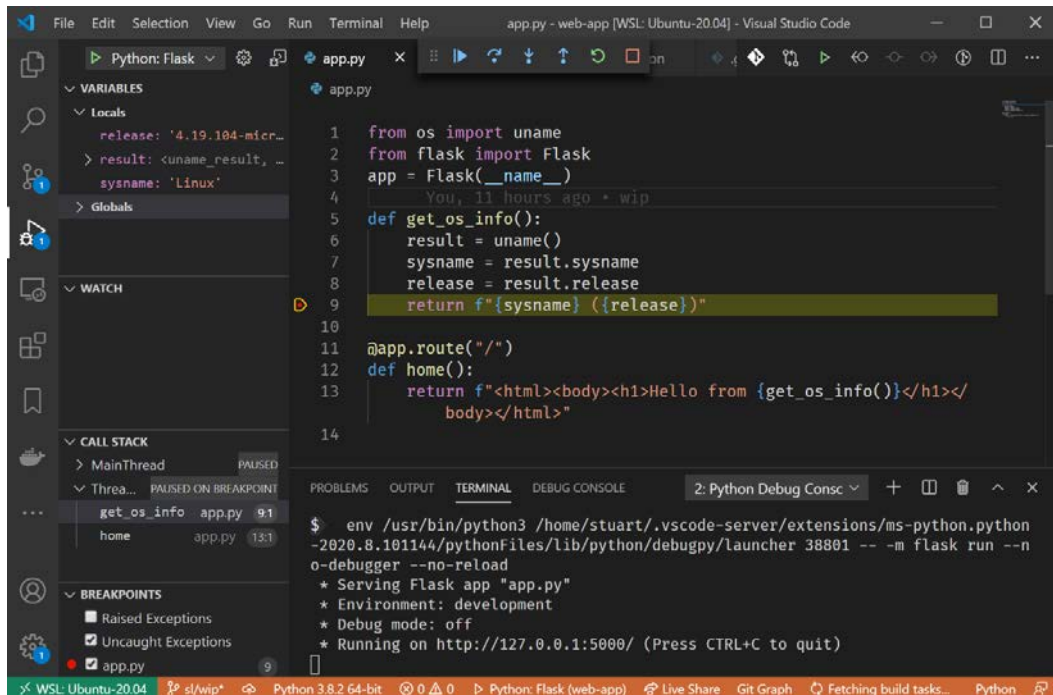 File Edit Selection View Go Run Terminal Help app.py - web-app [WSL: Ubuntu-20.04] - Visual Studio Code
Python: Flask
app.py
app.py
VARIABLES
Locals
release: '4.19.104-micr…
result: <uname_result, …
sysname: 'Linux'
Globals
WATCH
CALL STACK
MainThread PAUSED
Threa… PAUSED ON BREAKPOINT
get_os_info app.py 9:1
home app.py 13:1
BREAKPOINTS
Raised Exceptions
Uncaught Exceptions
app.py 9
1 from os import uname
2 from flask import Flask
3 app = Flask(__name__)
4 You, 11 hours ago • wip
5 def get_os_info():
6 result = uname()
7 sysname = result.sysname
8 release = result.release
9 return f"{sysname} ({release})"
10
11 @app.route("/")
12 def home():
13 return f"<html><body><h1>Hello from {get_os_info()}</h1></
body></html>"
14
PROBLEMS OUTPUT TERMINAL DEBUG CONSOLE 2: Python Debug Consc
$ env /usr/bin/python3 /home/stuart/.vscode-server/extensions/ms-python.python
-2020.8.101144/pythonFiles/lib/python/debugpy/launcher 38801 -- -m flask run --n
o-debugger --no-reload
* Serving Flask app "app.py"
* Environment: development
* Debug mode: off
* Running on http://127.0.0.1:5000/ (Press CTRL+C to quit)
WSL: Ubuntu-20.04 sl/wip* Python 3.8.2 64-bit 0 0 Python: Flask (web-app) Live Share Git Graph Fetching build tasks... Python